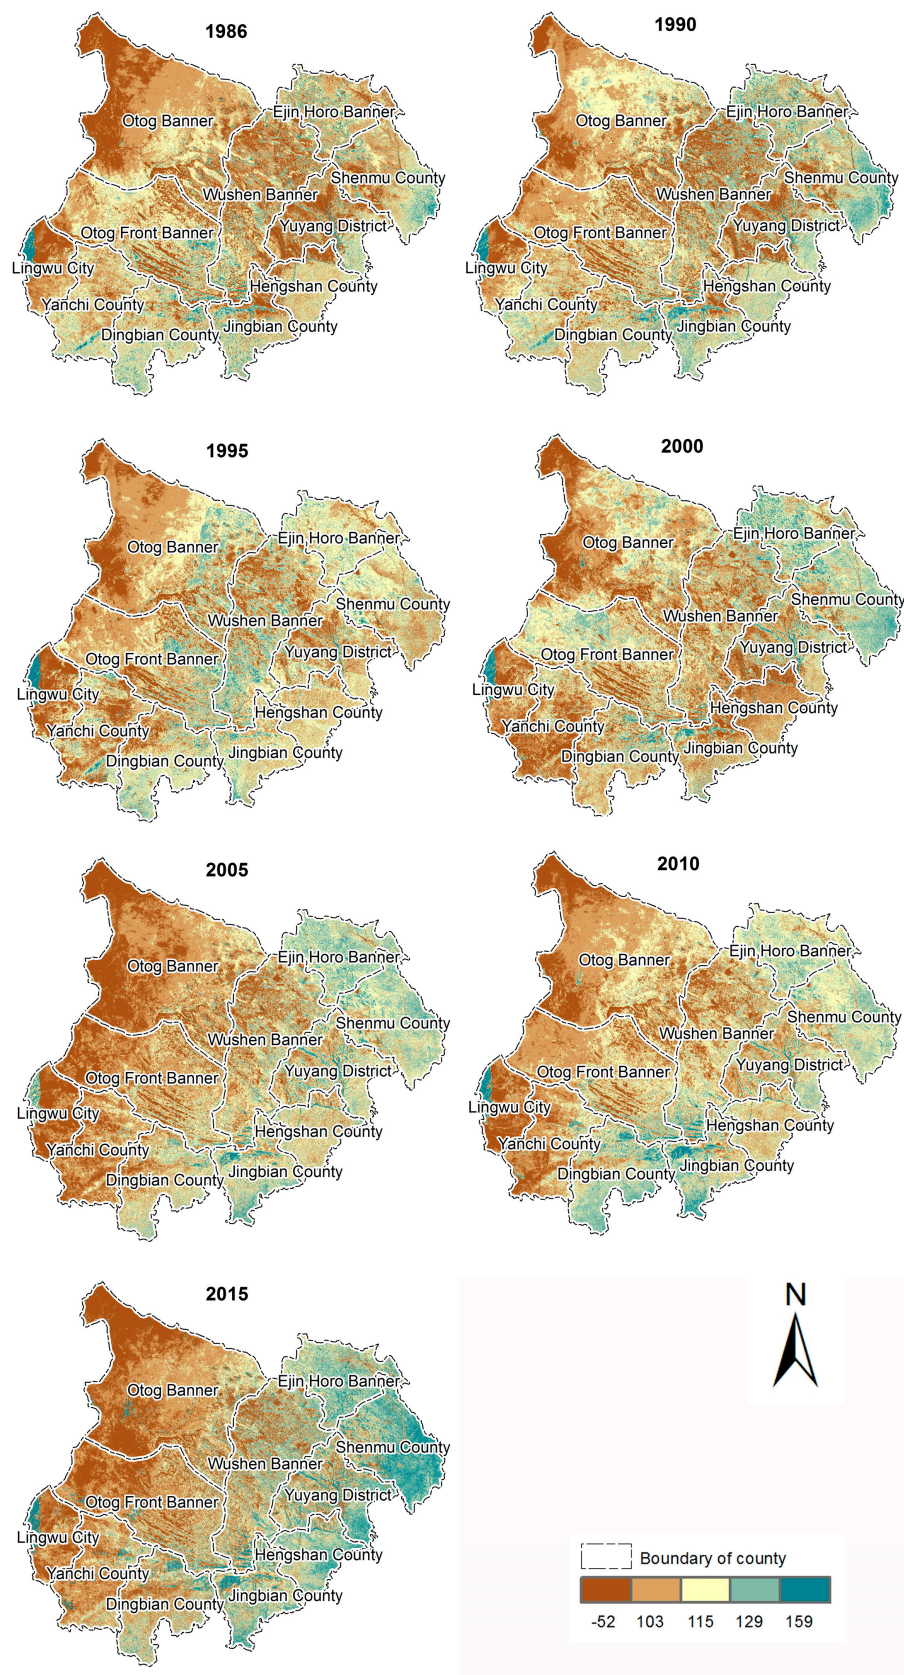 1986
Ejin Horo Banner
Otog Banner
Shenmu County
Wushen Banner
Yuyang District
Otog Front Banner
Lingwu City
Hengshan County
Yanchi County
Jingbian County
Dingbian County
1990
Ejin Horo Banner
Otog Banner
Shenmu County
Wushen Banner
Yuyang District
Otog Front Banner
Lingwu City
Hengshan County
Yanchi County
Jingbian County
Dingbian County
1995
Ejin Horo Banner
Otog Banner
Shenmu County
Wushen Banner
Yuyang District
Otog Front Banner
Lingwu City
Hengshan County
Yanchi County
Jingbian County
Dingbian County
2000
Ejin Horo Banner
Otog Banner
Shenmu County
Wushen Banner
Yuyang District
Otog Front Banner
Lingwu City
Hengshan County
Yanchi County
Jingbian County
Dingbian County
2005
Ejin Horo Banner
Otog Banner
Shenmu County
Wushen Banner
Yuyang District
Otog Front Banner
Lingwu City
Hengshan County
Yanchi County
Jingbian County
Dingbian County
2010
Ejin Horo Banner
Otog Banner
Shenmu County
Wushen Banner
Yuyang District
Otog Front Banner
Lingwu City
Hengshan County
Yanchi County
Jingbian County
Dingbian County
2015
Ejin Horo Banner
Otog Banner
Shenmu County
Wushen Banner
Yuyang District
Otog Front Banner
Lingwu City
Hengshan County
Yanchi County
Jingbian County
Dingbian County
N
Boundary of county
-52 103 115 129 159